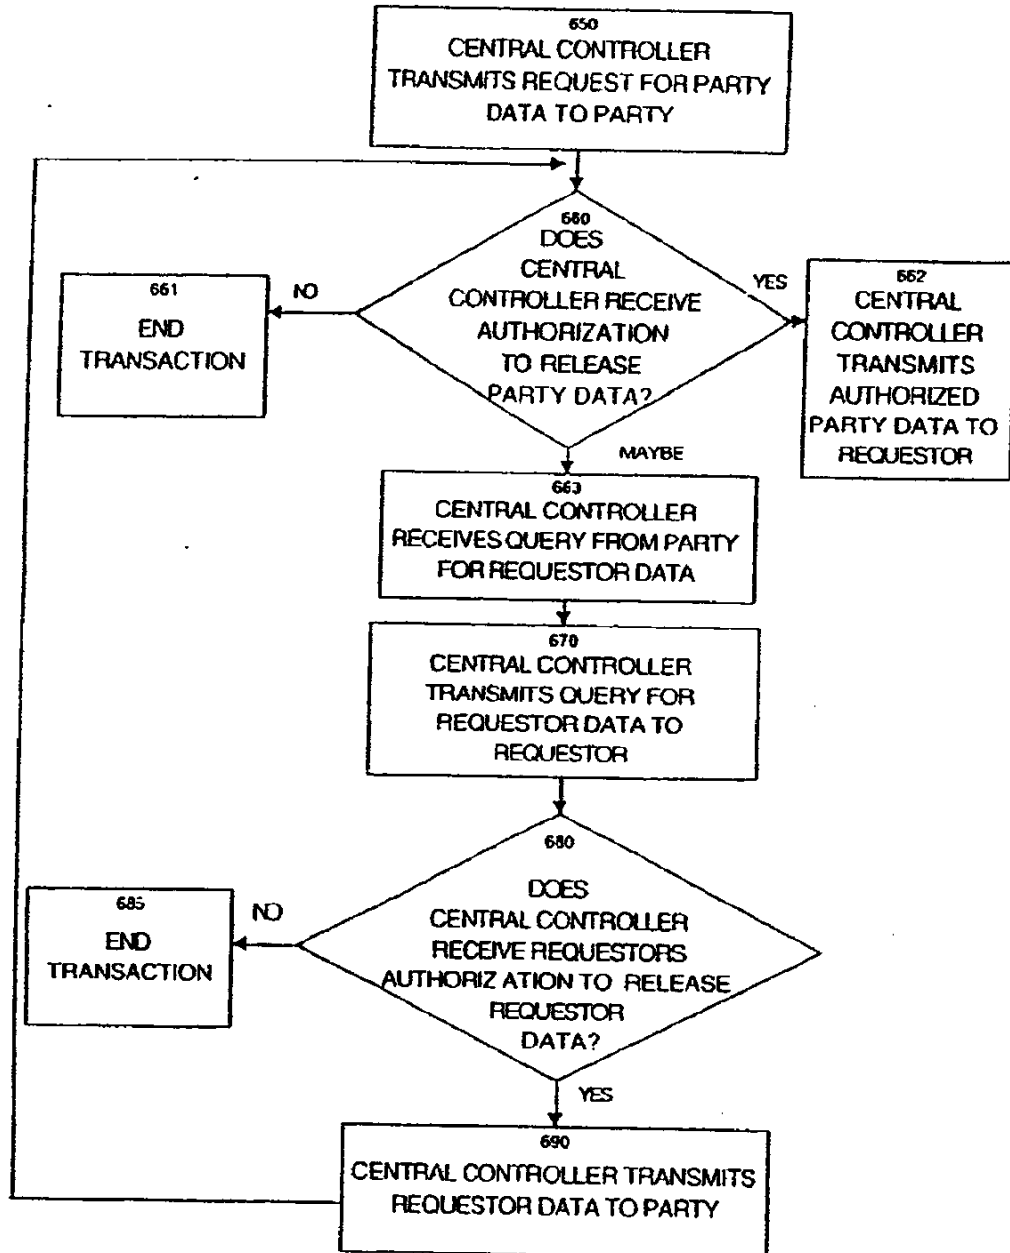 650
CENTRAL CONTROLLER
TRANSMITS REQUEST FOR PARTY
DATA TO PARTY
660
DOES
CENTRAL
CONTROLLER RECEIVE
AUTHORIZATION
TO RELEASE
PARTY DATA?
NO
661
END
TRANSACTION
YES
662
CENTRAL
CONTROLLER
TRANSMITS
AUTHORIZED
PARTY DATA TO
REQUESTOR
MAYBE
663
CENTRAL CONTROLLER
RECEIVES QUERY FROM PARTY
FOR REQUESTOR DATA
670
CENTRAL CONTROLLER
TRANSMITS QUERY FOR
REQUESTOR DATA TO
REQUESTOR
680
DOES
CENTRAL CONTROLLER
RECEIVE REQUESTORS
AUTHORIZ ATION TO RELEASE
REQUESTOR
DATA?
NO
685
END
TRANSACTION
YES
690
CENTRAL CONTROLLER TRANSMITS
REQUESTOR DATA TO PARTY